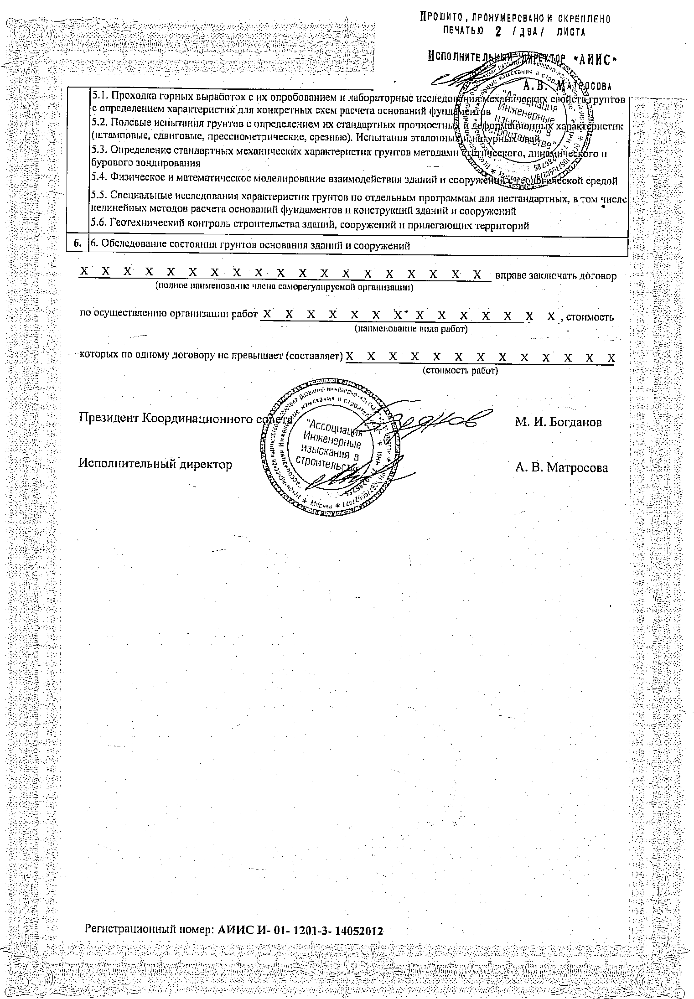 Прошито, пронумеровано и скреплено
печатью 2 /два/ листа
Исполнительный директор «АИИС»
А. В. Матросова
5.1. Проходка горных выработок с их опробованием и лабораторные исследования механических свойств грунтов
с определением характеристик для конкретных схем расчета оснований фундаментов
5.2. Полевые испытания грунтов с определением их стандартных прочностных и деформационных характеристик
(штамповые, сдвиговые, прессиометрические, срезные). Испытания эталонных и натурных свай
5.3. Определение стандартных механических характеристик грунтов методами статического, динамического и
бурового зондирования
5.4. Физическое и математическое моделирование взаимодействия зданий и сооружений с геологической средой
5.5. Специальные исследования характеристик грунтов по отдельным программам для нестандартных, в том числе
нелинейных методов расчета оснований фундаментов и конструкций зданий и сооружений
5.6. Геотехнический контроль строительства зданий, сооружений и прилегающих территорий
6. 6. Обследование состояния грунтов основания зданий и сооружений
Х Х Х Х Х Х Х Х Х Х Х Х Х Х Х Х Х Х Х вправе заключать договор
(полное наименование члена саморегулируемой организации)
по осуществлению организации работ Х Х Х Х Х Х Х Х Х Х Х Х Х Х , стоимость
(наименование вида работ)
которых по одному договору не превышает (составляет) Х Х Х Х Х Х Х Х Х Х Х Х Х
(стоимость работ)
Президент Координационного совета М. И. Богданов
"Ассоциация
Инженерные
изыскания в
строительстве"
Исполнительный директор А. В. Матросова
Регистрационный номер: АИИС И- 01- 1201-3- 14052012